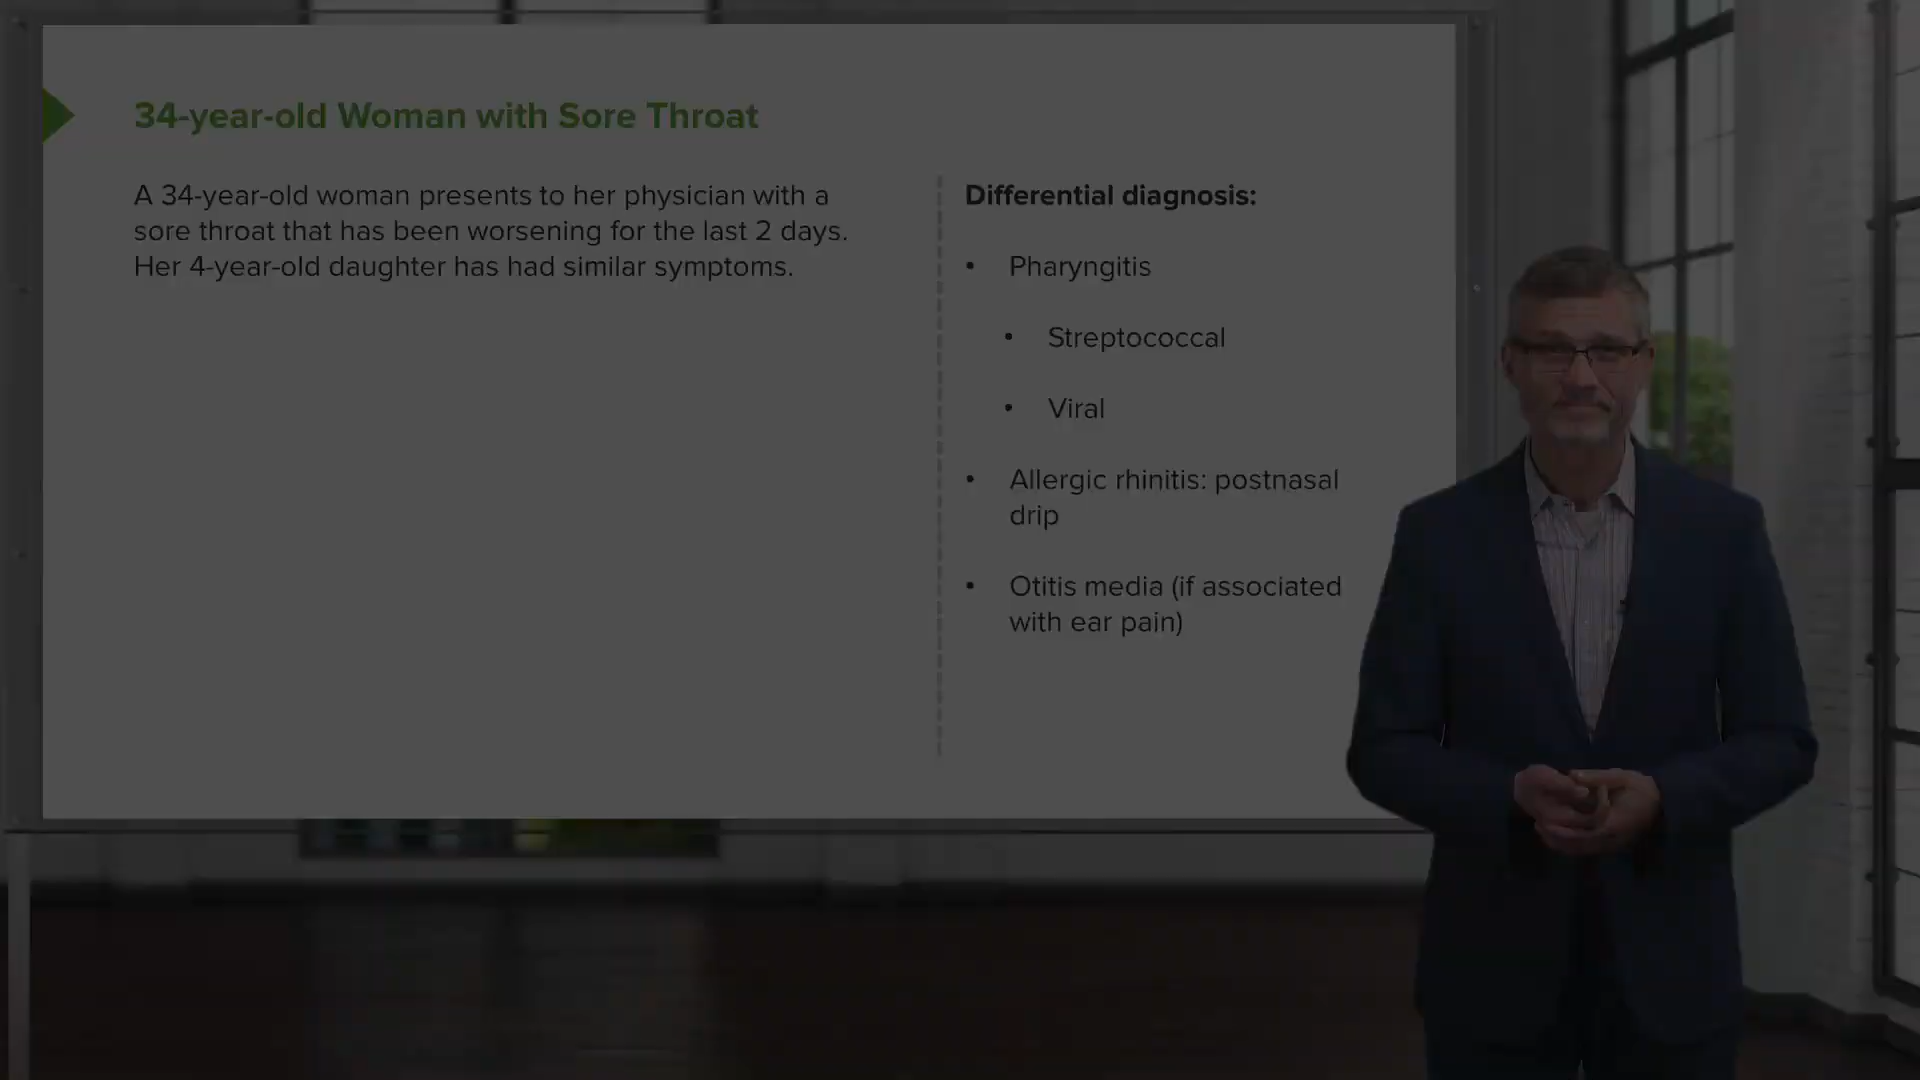 34-year-old Woman with Sore Throat
A 34-year-old woman presents to her physician with a
sore throat that has been worsening for the last 2 days.
Her 4-year-old daughter has had similar symptoms.
Differential diagnosis:
• Pharyngitis
• Streptococcal
• Viral
• Allergic rhinitis: postnasal
drip
• Otitis media (if associated
with ear pain)